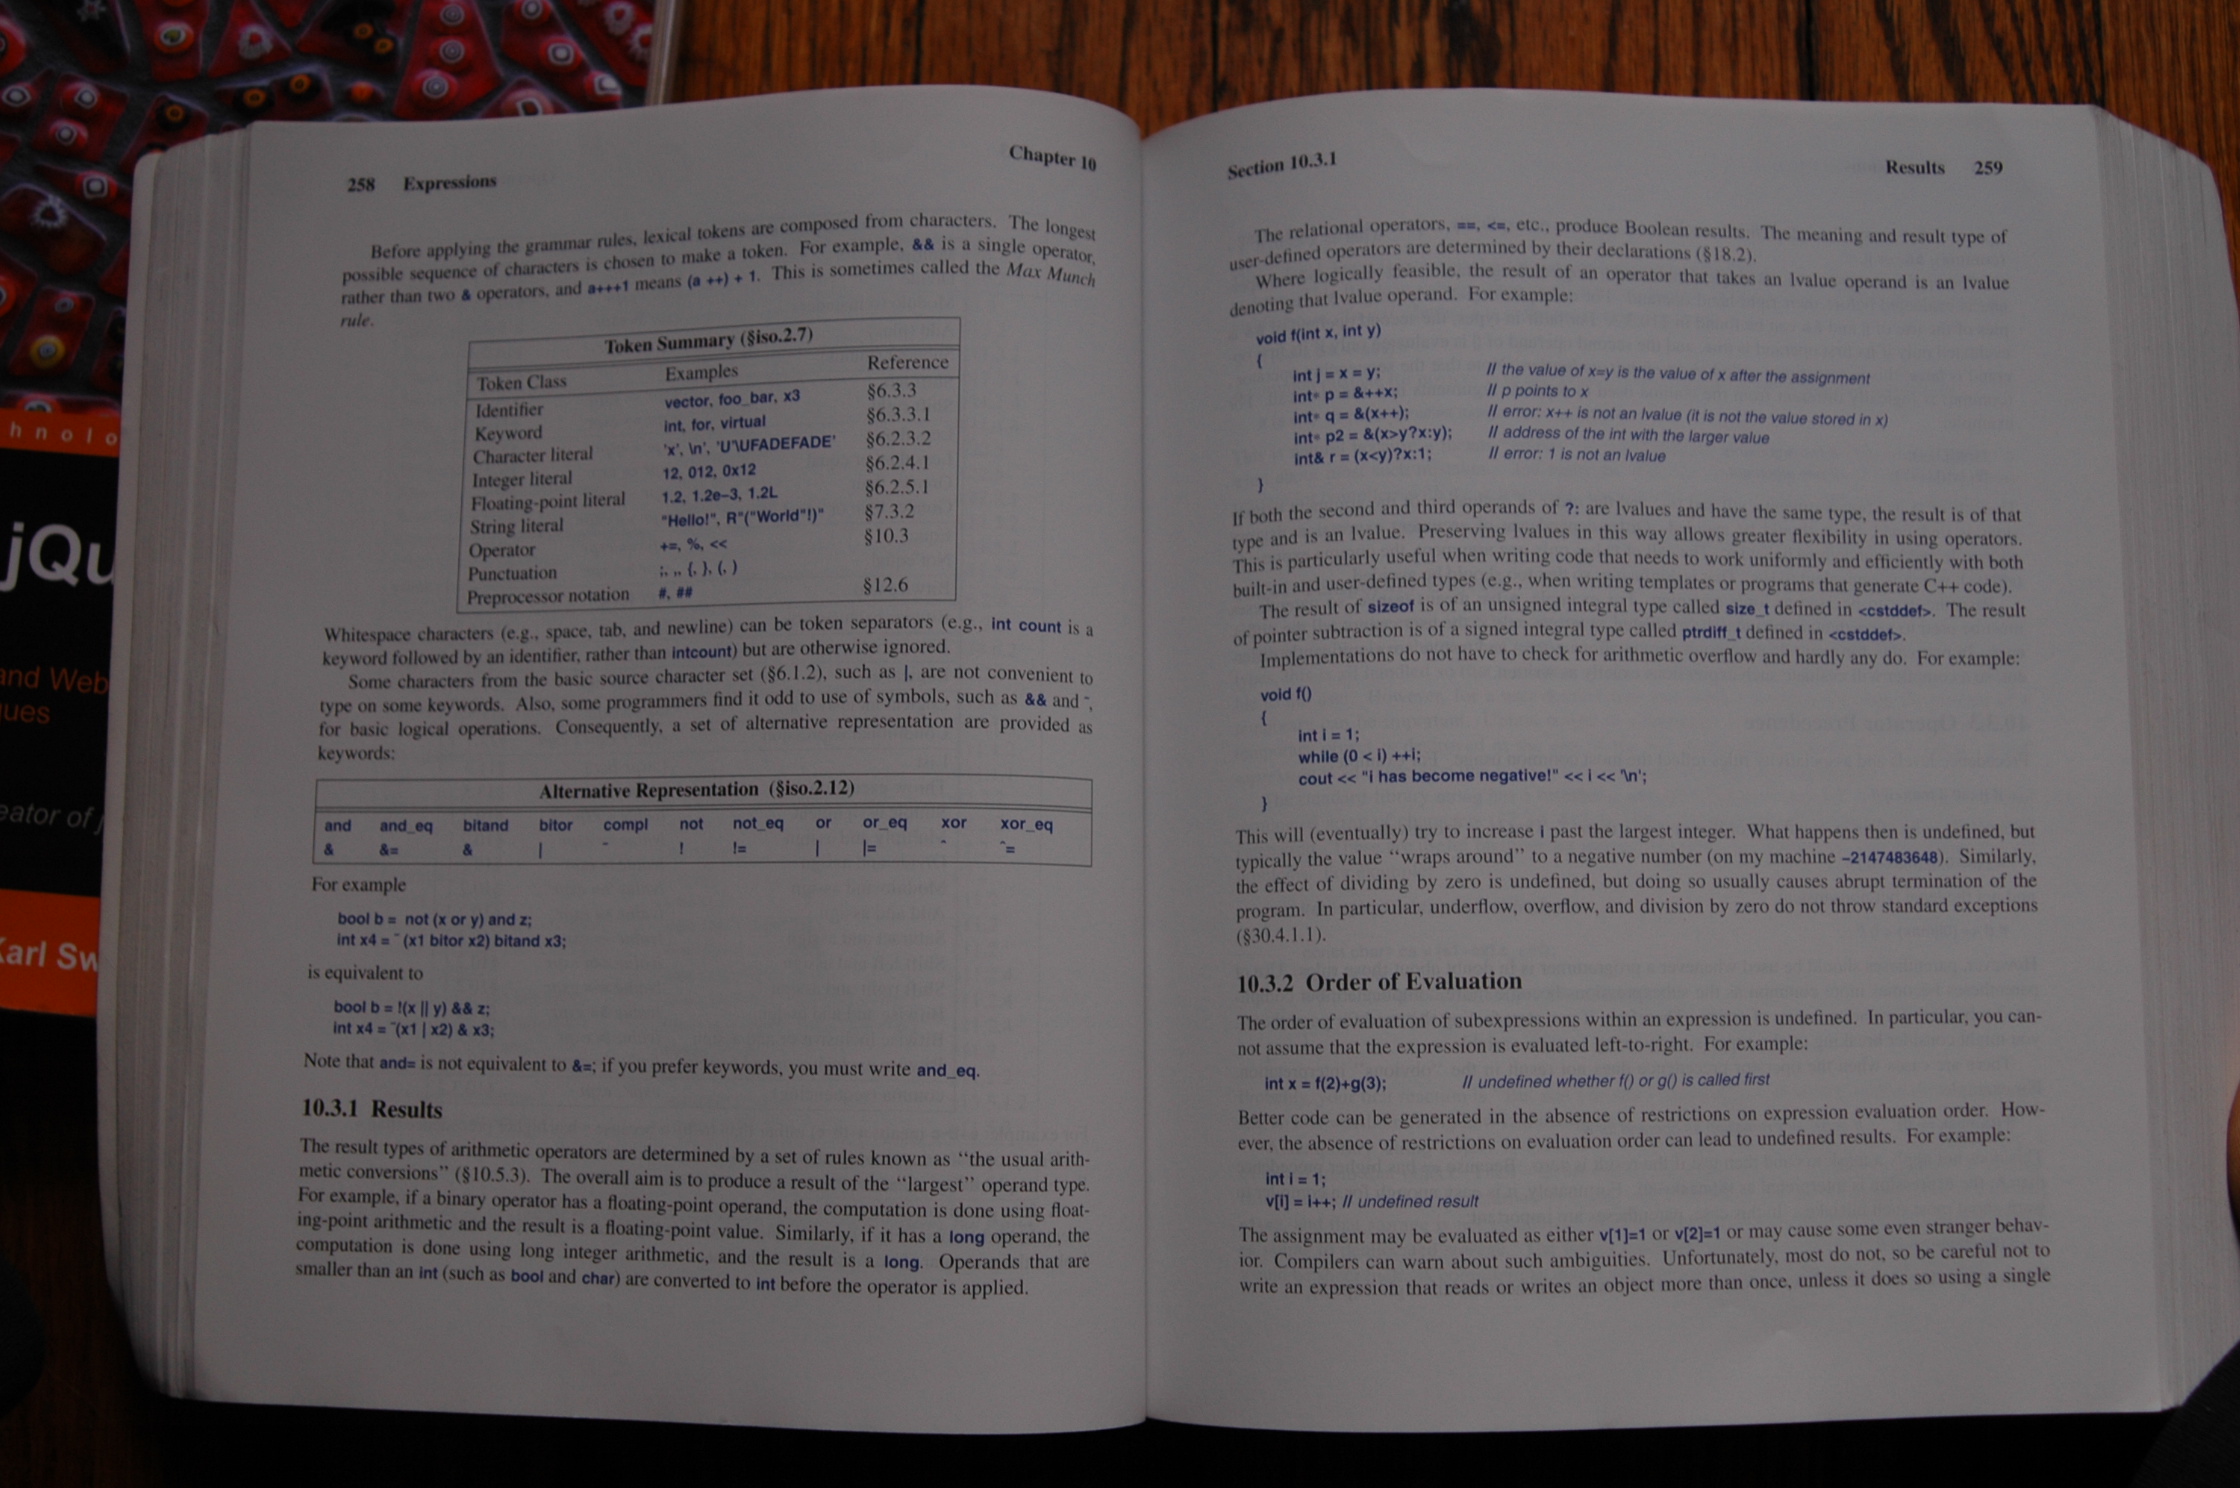 258 Expressions Chapter 10
Before applying the grammar rules, lexical tokens are composed from characters. The longest
possible sequence of characters is chosen to make a token. For example, && is a single operator,
rather than two & operators, and a+++1 means (a ++) + 1. This is sometimes called the Max Munch
rule.
Token Summary (§iso.2.7)
Token Class Examples Reference
Identifier vector, foo_bar, x3 §6.3.3
Keyword int, for, virtual §6.3.3.1
Character literal 'x', '\n', 'U'\UFADEFADE' §6.2.3.2
Integer literal 12, 012, 0x12 §6.2.4.1
Floating-point literal 1.2, 1.2e−3, 1.2L §6.2.5.1
String literal "Hello!", R"("World"!)" §7.3.2
Operator +=, %, << §10.3
Punctuation ;, ,, {, }, (, )
Preprocessor notation #, ## §12.6
Whitespace characters (e.g., space, tab, and newline) can be token separators (e.g., int count is a
keyword followed by an identifier, rather than intcount) but are otherwise ignored.
Some characters from the basic source character set (§6.1.2), such as |, are not convenient to
type on some keywords. Also, some programmers find it odd to use of symbols, such as && and ~,
for basic logical operations. Consequently, a set of alternative representation are provided as
keywords:
Alternative Representation (§iso.2.12)
and and_eq bitand bitor compl not not_eq or or_eq xor xor_eq
& &= & | ~ ! != | |= ^ ^=
For example
bool b = not (x or y) and z;
int x4 = ~ (x1 bitor x2) bitand x3;
is equivalent to
bool b = !(x || y) && z;
int x4 = ~(x1 | x2) & x3;
Note that and= is not equivalent to &=; if you prefer keywords, you must write and_eq.
10.3.1 Results
The result types of arithmetic operators are determined by a set of rules known as ‘‘the usual arith-
metic conversions’’ (§10.5.3). The overall aim is to produce a result of the ‘‘largest’’ operand type.
For example, if a binary operator has a floating-point operand, the computation is done using float-
ing-point arithmetic and the result is a floating-point value. Similarly, if it has a long operand, the
computation is done using long integer arithmetic, and the result is a long. Operands that are
smaller than an int (such as bool and char) are converted to int before the operator is applied.
Section 10.3.1 Results 259
The relational operators, ==, <=, etc., produce Boolean results. The meaning and result type of
user-defined operators are determined by their declarations (§18.2).
Where logically feasible, the result of an operator that takes an lvalue operand is an lvalue
denoting that lvalue operand. For example:
void f(int x, int y)
{
int j = x = y; // the value of x=y is the value of x after the assignment
int* p = &++x; // p points to x
int* q = &(x++); // error: x++ is not an lvalue (it is not the value stored in x)
int* p2 = &(x>y?x:y); // address of the int with the larger value
int& r = (x<y)?x:1; // error: 1 is not an lvalue
}
If both the second and third operands of ?: are lvalues and have the same type, the result is of that
type and is an lvalue. Preserving lvalues in this way allows greater flexibility in using operators.
This is particularly useful when writing code that needs to work uniformly and efficiently with both
built-in and user-defined types (e.g., when writing templates or programs that generate C++ code).
The result of sizeof is of an unsigned integral type called size_t defined in <cstddef>. The result
of pointer subtraction is of a signed integral type called ptrdiff_t defined in <cstddef>.
Implementations do not have to check for arithmetic overflow and hardly any do. For example:
void f()
{
int i = 1;
while (0 < i) ++i;
cout << "i has become negative!" << i << '\n';
}
This will (eventually) try to increase i past the largest integer. What happens then is undefined, but
typically the value ‘‘wraps around’’ to a negative number (on my machine −2147483648). Similarly,
the effect of dividing by zero is undefined, but doing so usually causes abrupt termination of the
program. In particular, underflow, overflow, and division by zero do not throw standard exceptions
(§30.4.1.1).
10.3.2 Order of Evaluation
The order of evaluation of subexpressions within an expression is undefined. In particular, you can-
not assume that the expression is evaluated left-to-right. For example:
int x = f(2)+g(3); // undefined whether f() or g() is called first
Better code can be generated in the absence of restrictions on expression evaluation order. How-
ever, the absence of restrictions on evaluation order can lead to undefined results. For example:
int i = 1;
v[i] = i++; // undefined result
The assignment may be evaluated as either v[1]=1 or v[2]=1 or may cause some even stranger behav-
ior. Compilers can warn about such ambiguities. Unfortunately, most do not, so be careful not to
write an expression that reads or writes an object more than once, unless it does so using a single
hnolo
jQu
and Web
ues
eator of j
Karl Sw